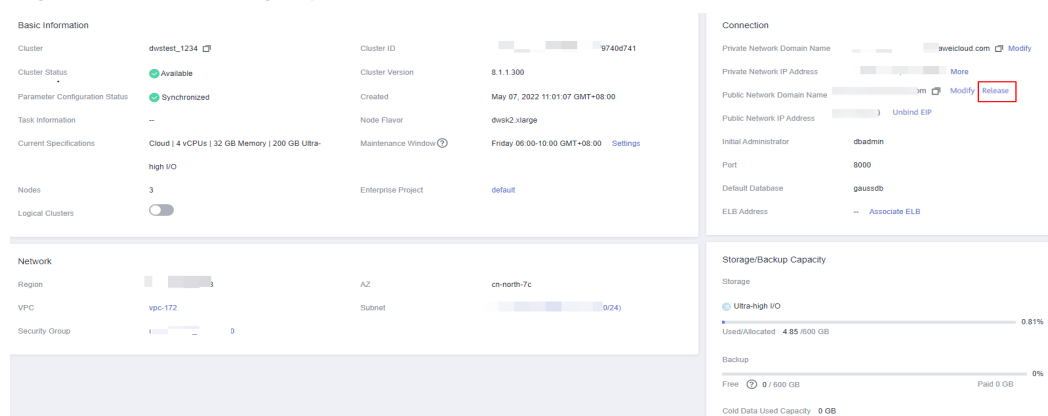 Basic Information
Cluster dwstest_1234 Cluster ID 9740d741
Cluster Status Available Cluster Version 8.1.1.300
Parameter Configuration Status Synchronized Created May 07, 2022 11:01:07 GMT+08:00
Task Information -- Node Flavor dwsk2.xlarge
Current Specifications Cloud | 4 vCPUs | 32 GB Memory | 200 GB Ultra-high I/O Maintenance Window Friday 06:00-10:00 GMT+08:00 Settings
Nodes 3 Enterprise Project default
Logical Clusters
Network
Region
AZ cn-north-7c
VPC vpc-172 Subnet 0/24)
Security Group
Connection
Private Network Domain Name aweicloud.com Modify
Private Network IP Address More
Public Network Domain Name om Modify Release
Public Network IP Address ) Unbind EIP
Initial Administrator dbadmin
Port 8000
Default Database gaussdb
ELB Address -- Associate ELB
Storage/Backup Capacity
Storage
Ultra-high I/O
0.81%
Used/Allocated 4.85 /600 GB
Backup
0%
Free 0 / 600 GB Paid 0 GB
Cold Data Used Capacity 0 GB